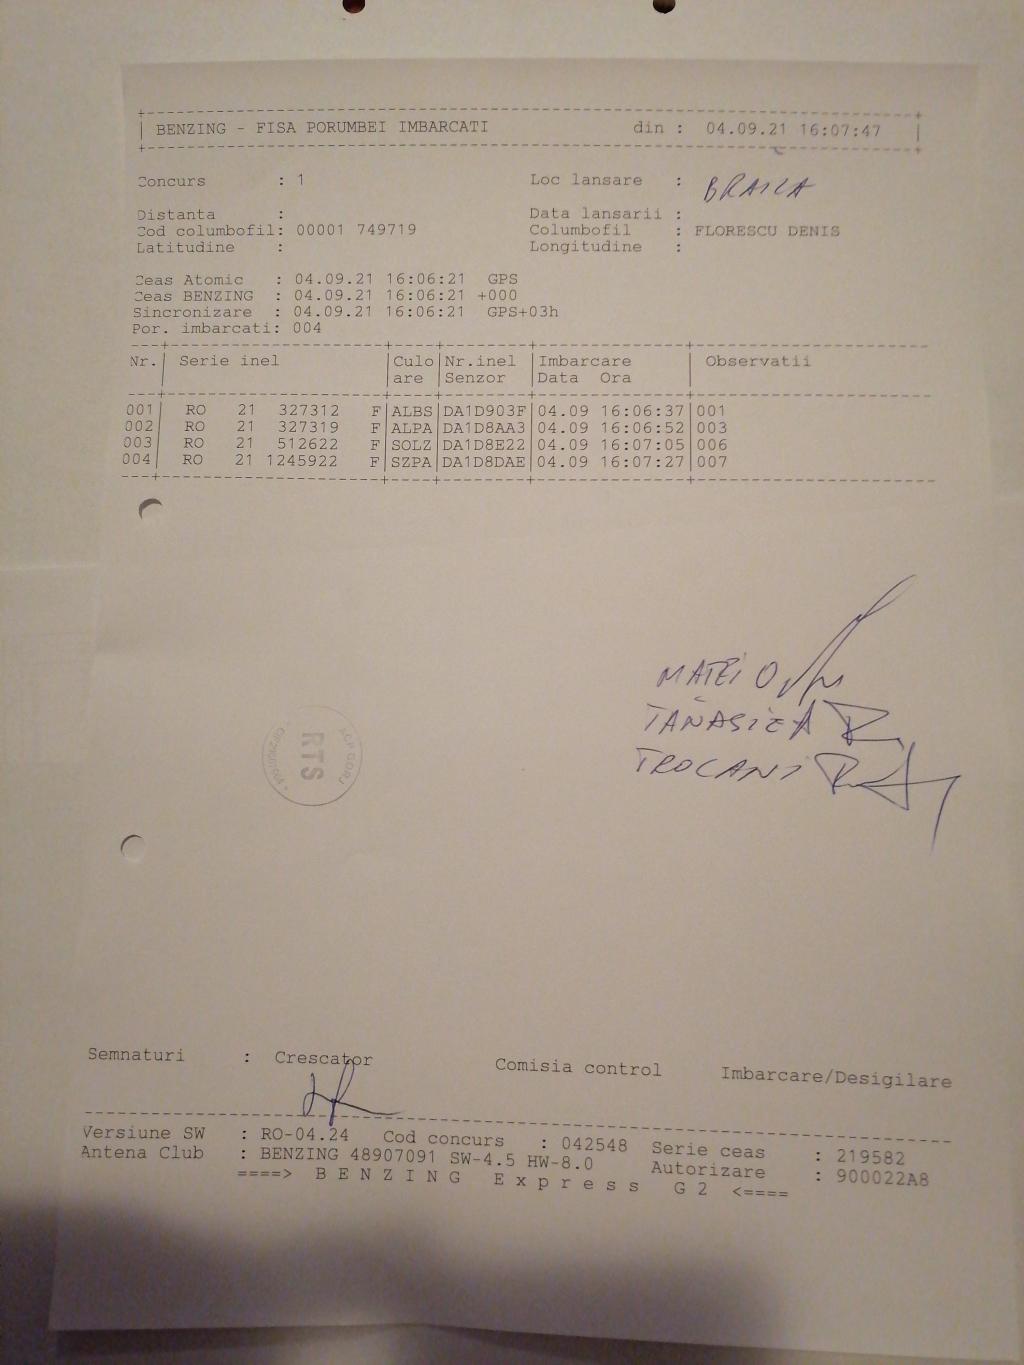 BENZING - FISA PORUMBEI IMBARCATI din : 04.09.21 16:07:47
Concurs : 1 Loc lansare : BRAILA
Distanta : Data lansarii :
Cod columbofil: 00001 749719 Columbofil : FLORESCU DENIS
Latitudine : Longitudine :
Ceas Atomic : 04.09.21 16:06:21 GPS
Ceas BENZING : 04.09.21 16:06:21 +000
Sincronizare : 04.09.21 16:06:21 GPS+03h
Por. imbarcati: 004
Nr. Serie inel Culo Nr.inel Imbarcare Observatii
are Senzor Data Ora
001 RO 21 327312 F ALBS DA1D903F 04.09 16:06:37 001
002 RO 21 327319 F ALPA DA1D8AA3 04.09 16:06:52 003
003 RO 21 512622 F SOLZ DA1D8E22 04.09 16:07:05 006
004 RO 21 1245922 F SZPA DA1D8DAE 04.09 16:07:27 007
MATEI O
TANASIE A
TROCAN
RTS
Semnaturi : Crescator Comisia control Imbarcare/Desigilare
Versiune SW : RO-04.24 Cod concurs : 042548 Serie ceas : 219582
Antena Club : BENZING 48907091 SW-4.5 HW-8.0 Autorizare : 900022A8
====> B E N Z I N G E x p r e s s G 2 <====